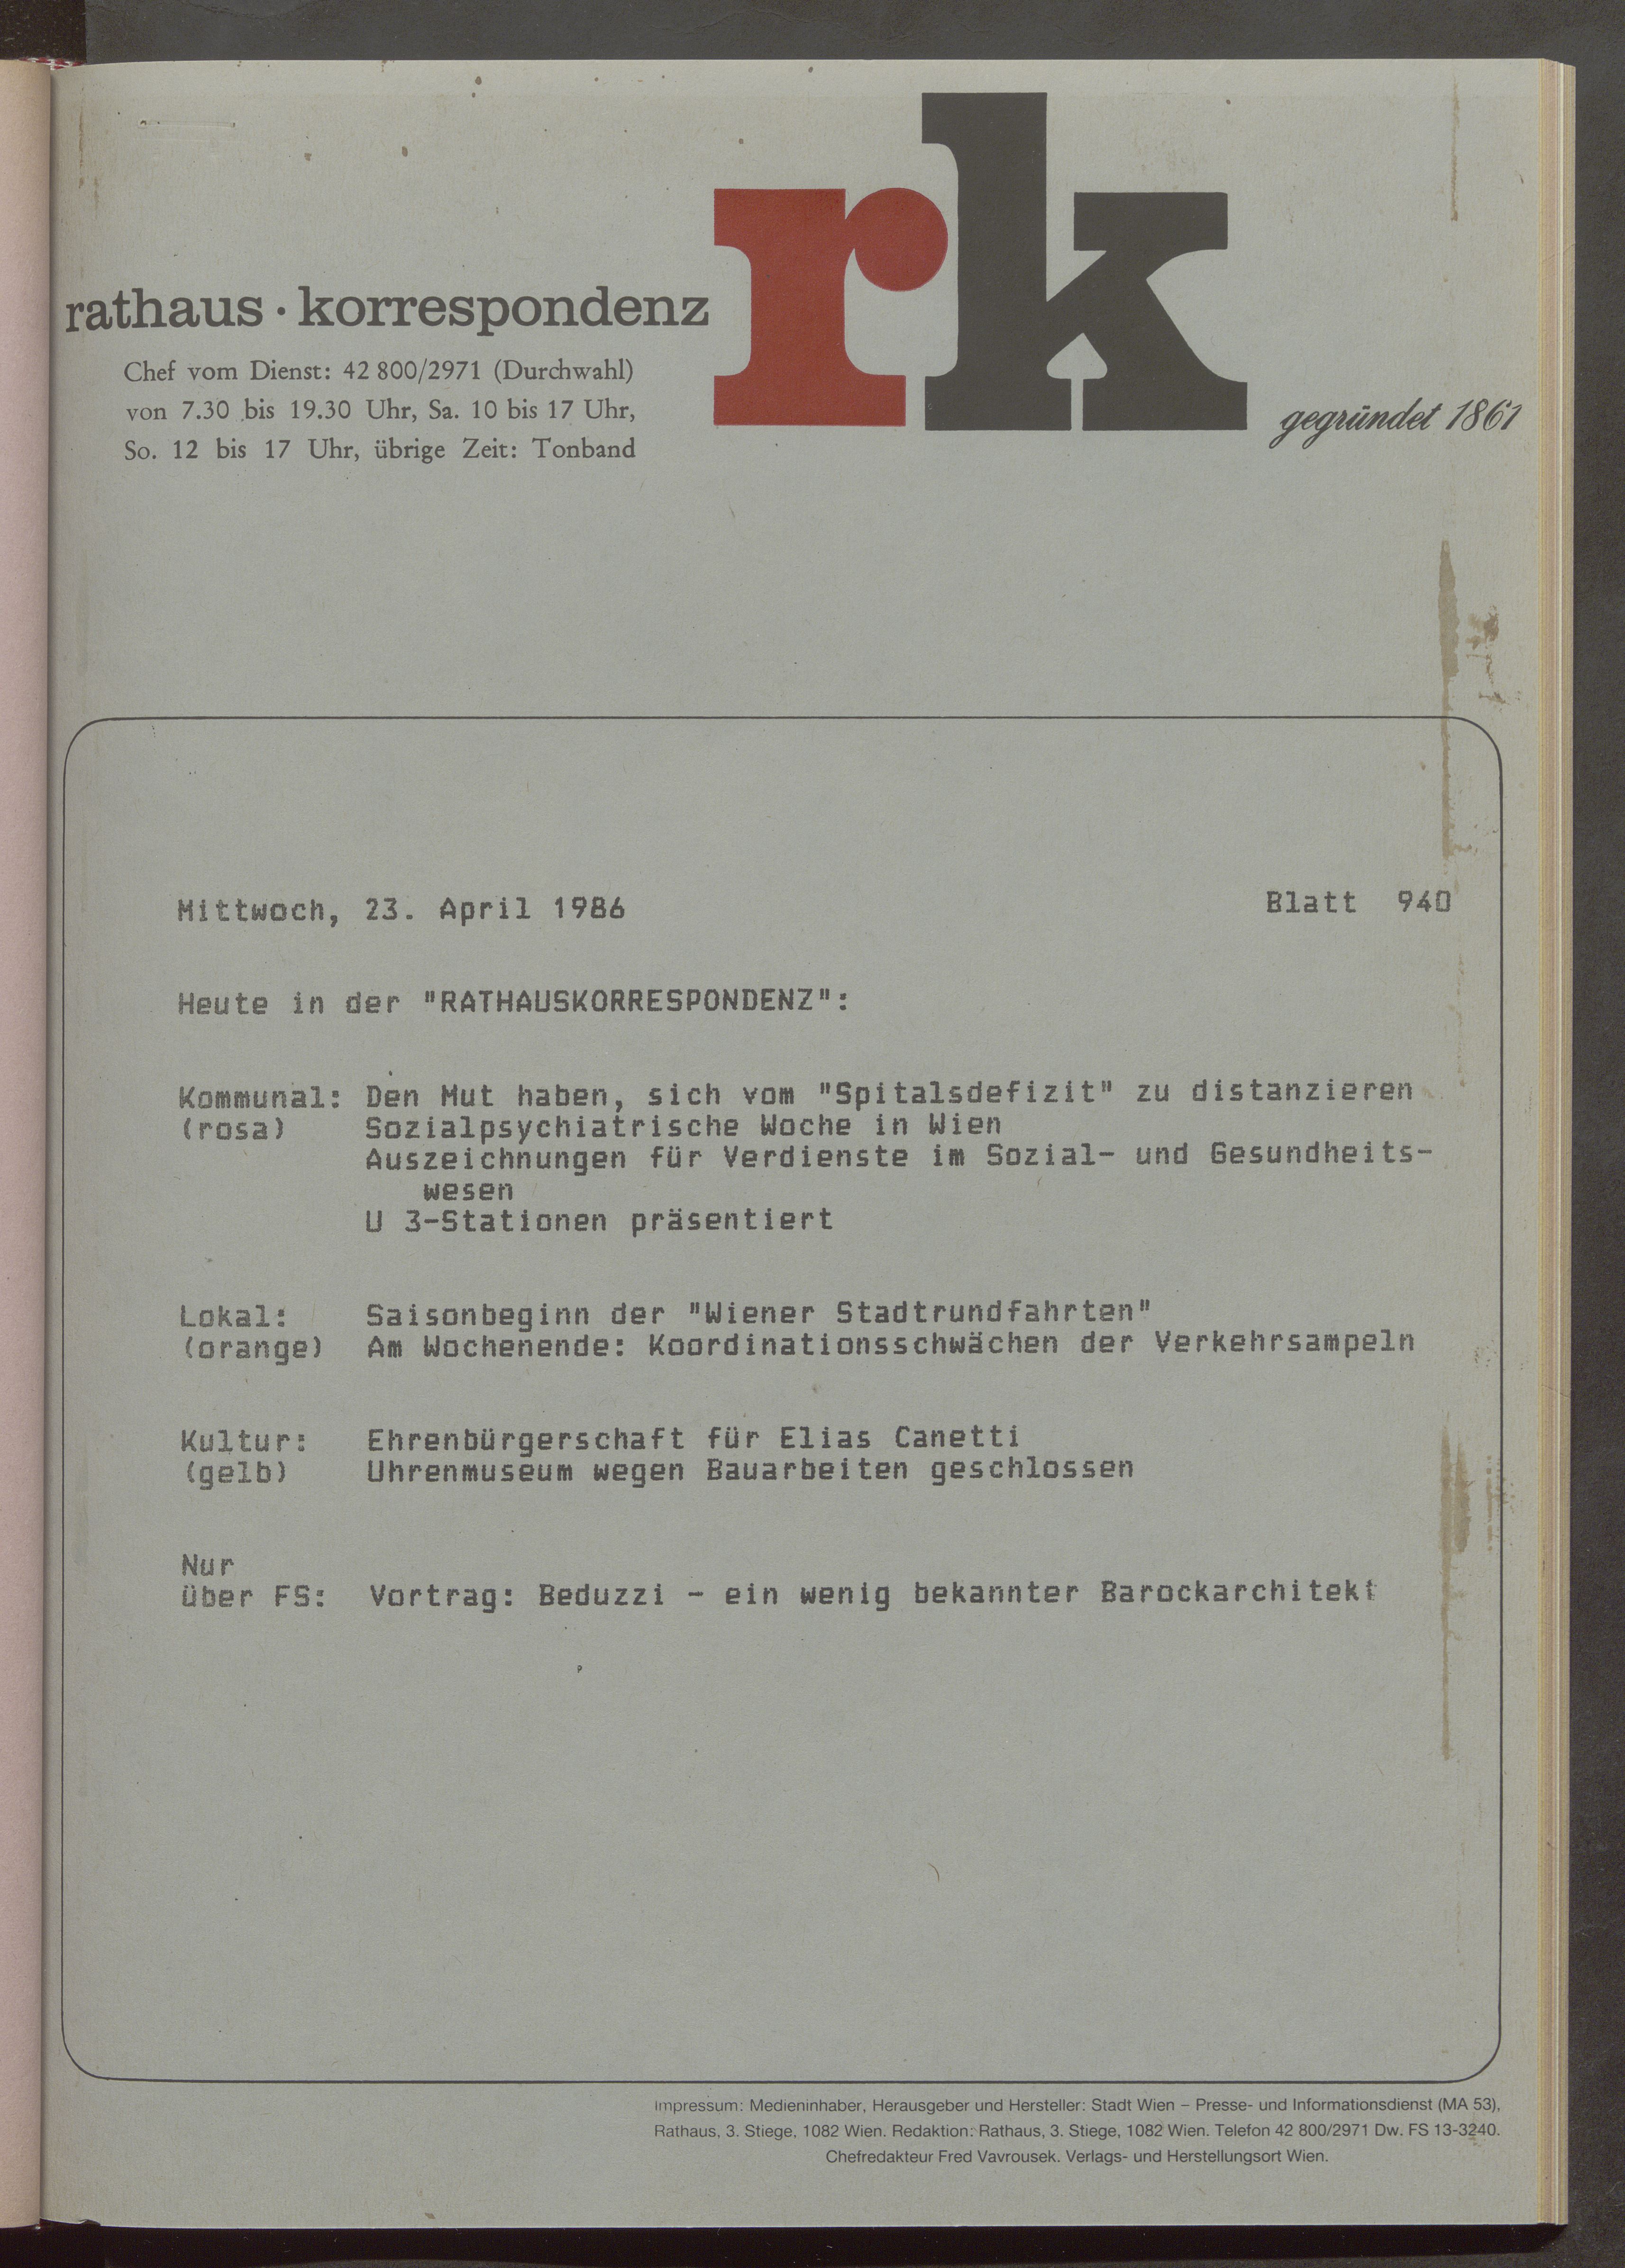 rk
rathaus · korrespondenz
Chef vom Dienst: 42 800/2971 (Durchwahl)
von 7.30 bis 19.30 Uhr, Sa. 10 bis 17 Uhr,
So. 12 bis 17 Uhr, übrige Zeit: Tonband
gegründet 1861
Mittwoch, 23. April 1986 Blatt 940
Heute in der "RATHAUSKORRESPONDENZ":
Kommunal: Den Mut haben, sich vom "Spitalsdefizit" zu distanzieren
(rosa) Sozialpsychiatrische Woche in Wien
Auszeichnungen für Verdienste im Sozial- und Gesundheits-
wesen
U 3-Stationen präsentiert
Lokal: Saisonbeginn der "Wiener Stadtrundfahrten"
(orange) Am Wochenende: Koordinationsschwächen der Verkehrsampeln
Kultur: Ehrenbürgerschaft für Elias Canetti
(gelb) Uhrenmuseum wegen Bauarbeiten geschlossen
Nur
über FS: Vortrag: Beduzzi - ein wenig bekannter Barockarchitekt
Impressum: Medieninhaber, Herausgeber und Hersteller: Stadt Wien – Presse- und Informationsdienst (MA 53),
Rathaus, 3. Stiege, 1082 Wien. Redaktion: Rathaus, 3. Stiege, 1082 Wien. Telefon 42 800/2971 Dw. FS 13-3240.
Chefredakteur Fred Vavrousek. Verlags- und Herstellungsort Wien.